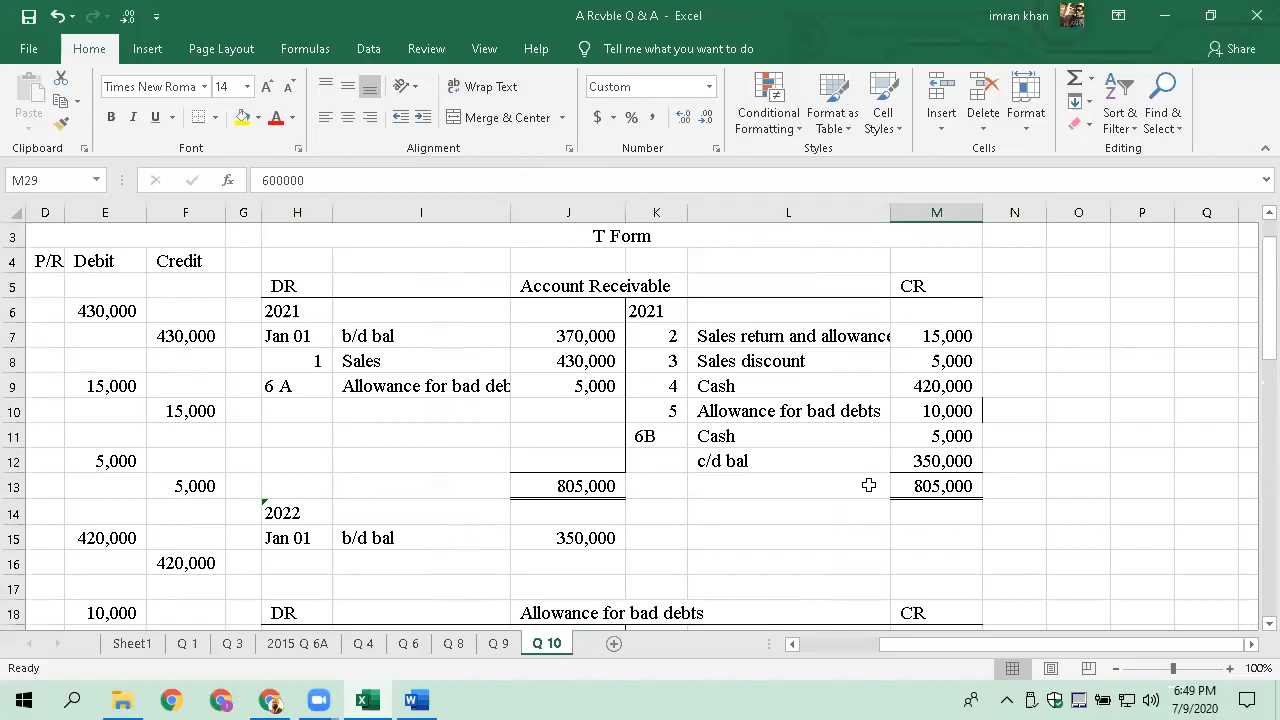 A Rcvble Q & A - Excel
imran khan
File Home Insert Page Layout Formulas Data Review View Help Tell me what you want to do Share
Paste
Times New Roma 14
B I U A
Wrap Text
Merge & Center
Custom
$ % ,
Conditional Formatting
Format as Table
Cell Styles
Insert Delete Format
Sort & Filter
Find & Select
Clipboard Font Alignment Number Styles Cells Editing
M29 fx 600000
D E F G H I J K L M N O P Q
3 T Form
4 P/R Debit Credit
5 DR Account Receivable CR
6 430,000 2021 2021
7 430,000 Jan 01 b/d bal 370,000 2 Sales return and allowance 15,000
8 1 Sales 430,000 3 Sales discount 5,000
9 15,000 6 A Allowance for bad deb 5,000 4 Cash 420,000
10 15,000 5 Allowance for bad debts 10,000
11 6B Cash 5,000
12 5,000 c/d bal 350,000
13 5,000 805,000 805,000
14 2022
15 420,000 Jan 01 b/d bal 350,000
16 420,000
17
18 10,000 DR Allowance for bad debts CR
Sheet1 Q 1 Q 3 2015 Q 6A Q 4 Q 6 Q 8 Q 9 Q 10
Ready 100%
6:49 PM
7/9/2020